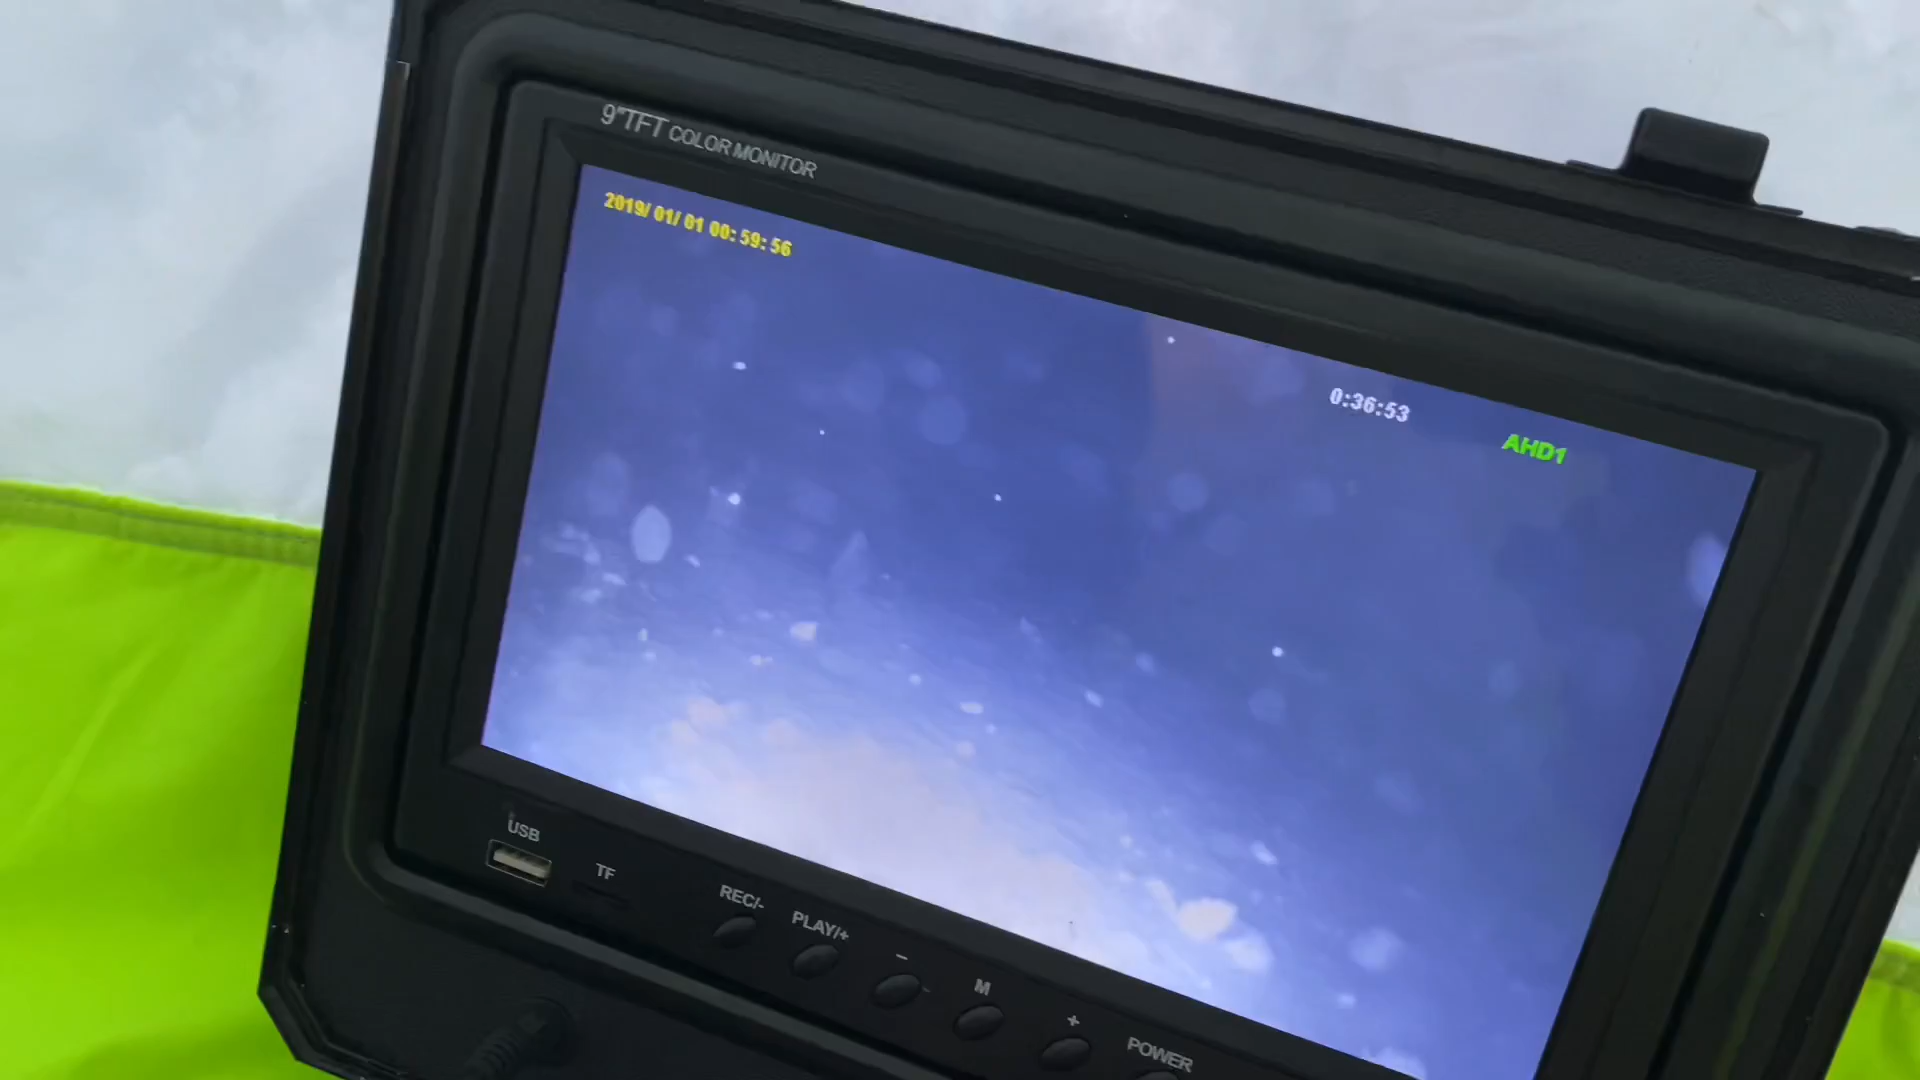 9"TFT COLOR MONITOR
2019/01/01 00:59:56
0:36:53
AHD1
USB
TF
REC/-
PLAY/+
-
M
+
POWER